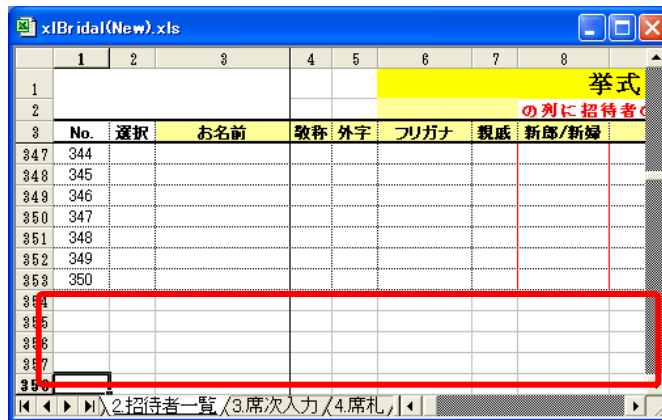 xlBridal(New).xls
1 2 3 4 5 6 7 8
1 挙式
2 の列に招待者の
3 No. 選択 お名前 敬称 外字 フリガナ 親戚 新郎/新婦
347 344
348 345
349 346
350 347
351 348
352 349
353 350
354
355
356
357
358
2.招待者一覧 3.席次入力 4.席札